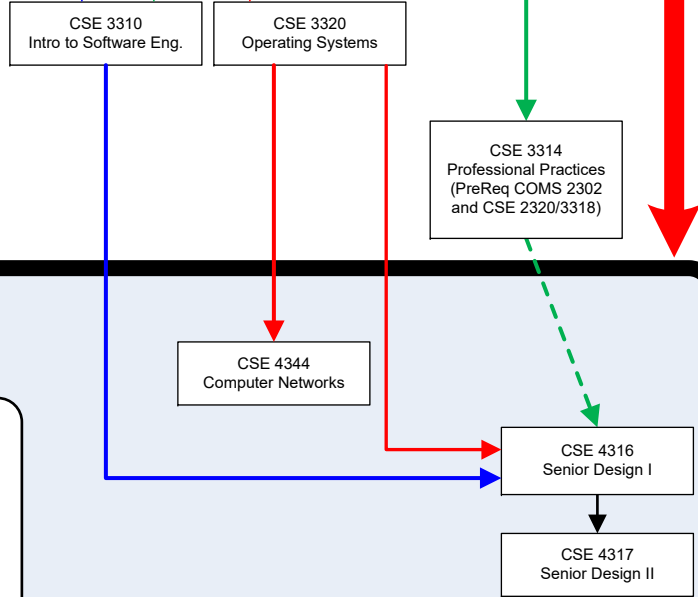 CSE 3310
Intro to Software Eng.
CSE 3320
Operating Systems
CSE 3314
Professional Practices
(PreReq COMS 2302
and CSE 2320/3318)
CSE 4344
Computer Networks
CSE 4316
Senior Design I
CSE 4317
Senior Design II